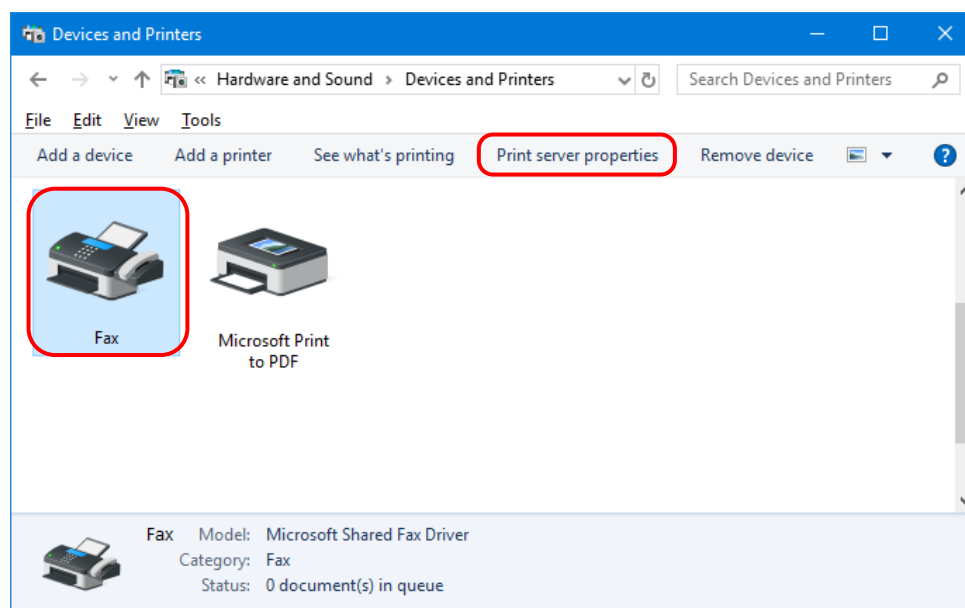 Devices and Printers
« Hardware and Sound > Devices and Printers Search Devices and Printers
File Edit View Tools
Add a device Add a printer See what's printing Print server properties Remove device ?
Fax
Microsoft Print
to PDF
Fax Model: Microsoft Shared Fax Driver
Category: Fax
Status: 0 document(s) in queue